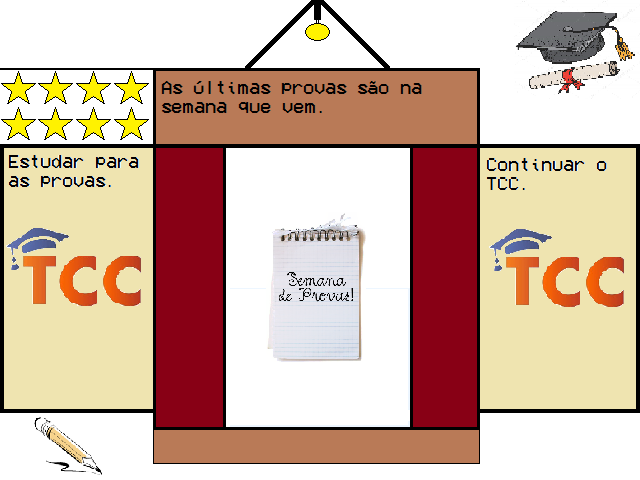 As últimas provas são na
semana que vem.
Estudar para
as provas.
TCC
Semana
de Provas!
Continuar o
TCC.
TCC